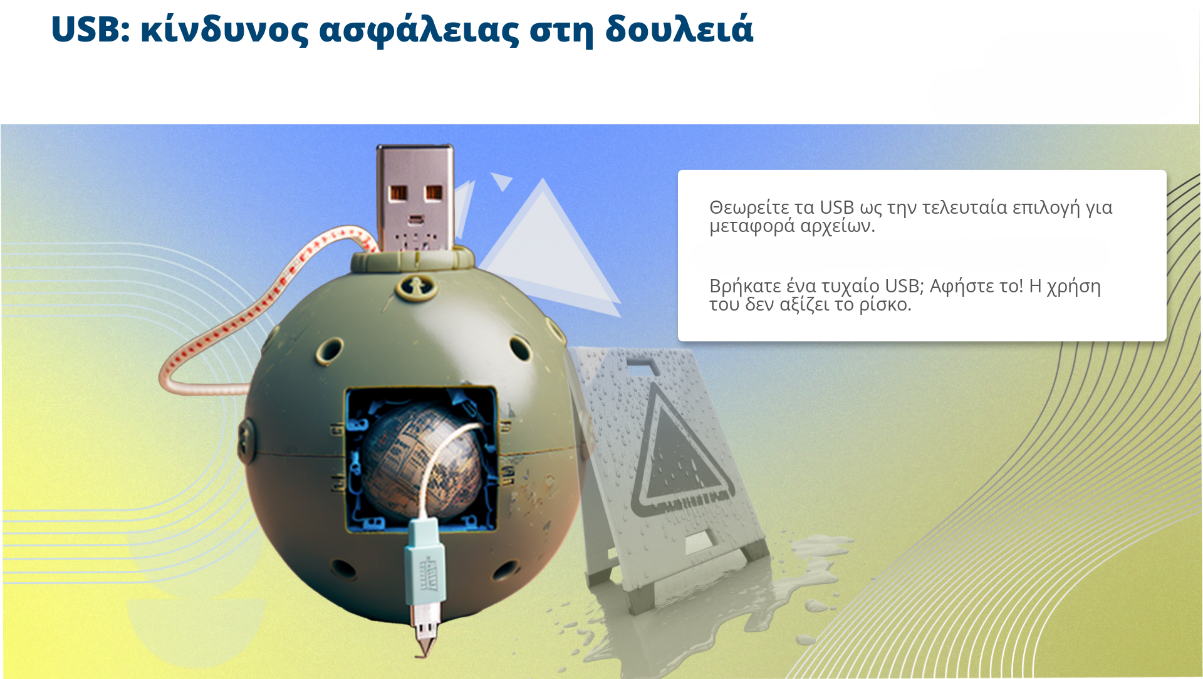 USB: κίνδυνος ασφάλειας στη δουλειά
Θεωρείτε τα USB ως την τελευταία επιλογή για
μεταφορά αρχείων.
Βρήκατε ένα τυχαίο USB; Αφήστε το! Η χρήση
του δεν αξίζει το ρίσκο.